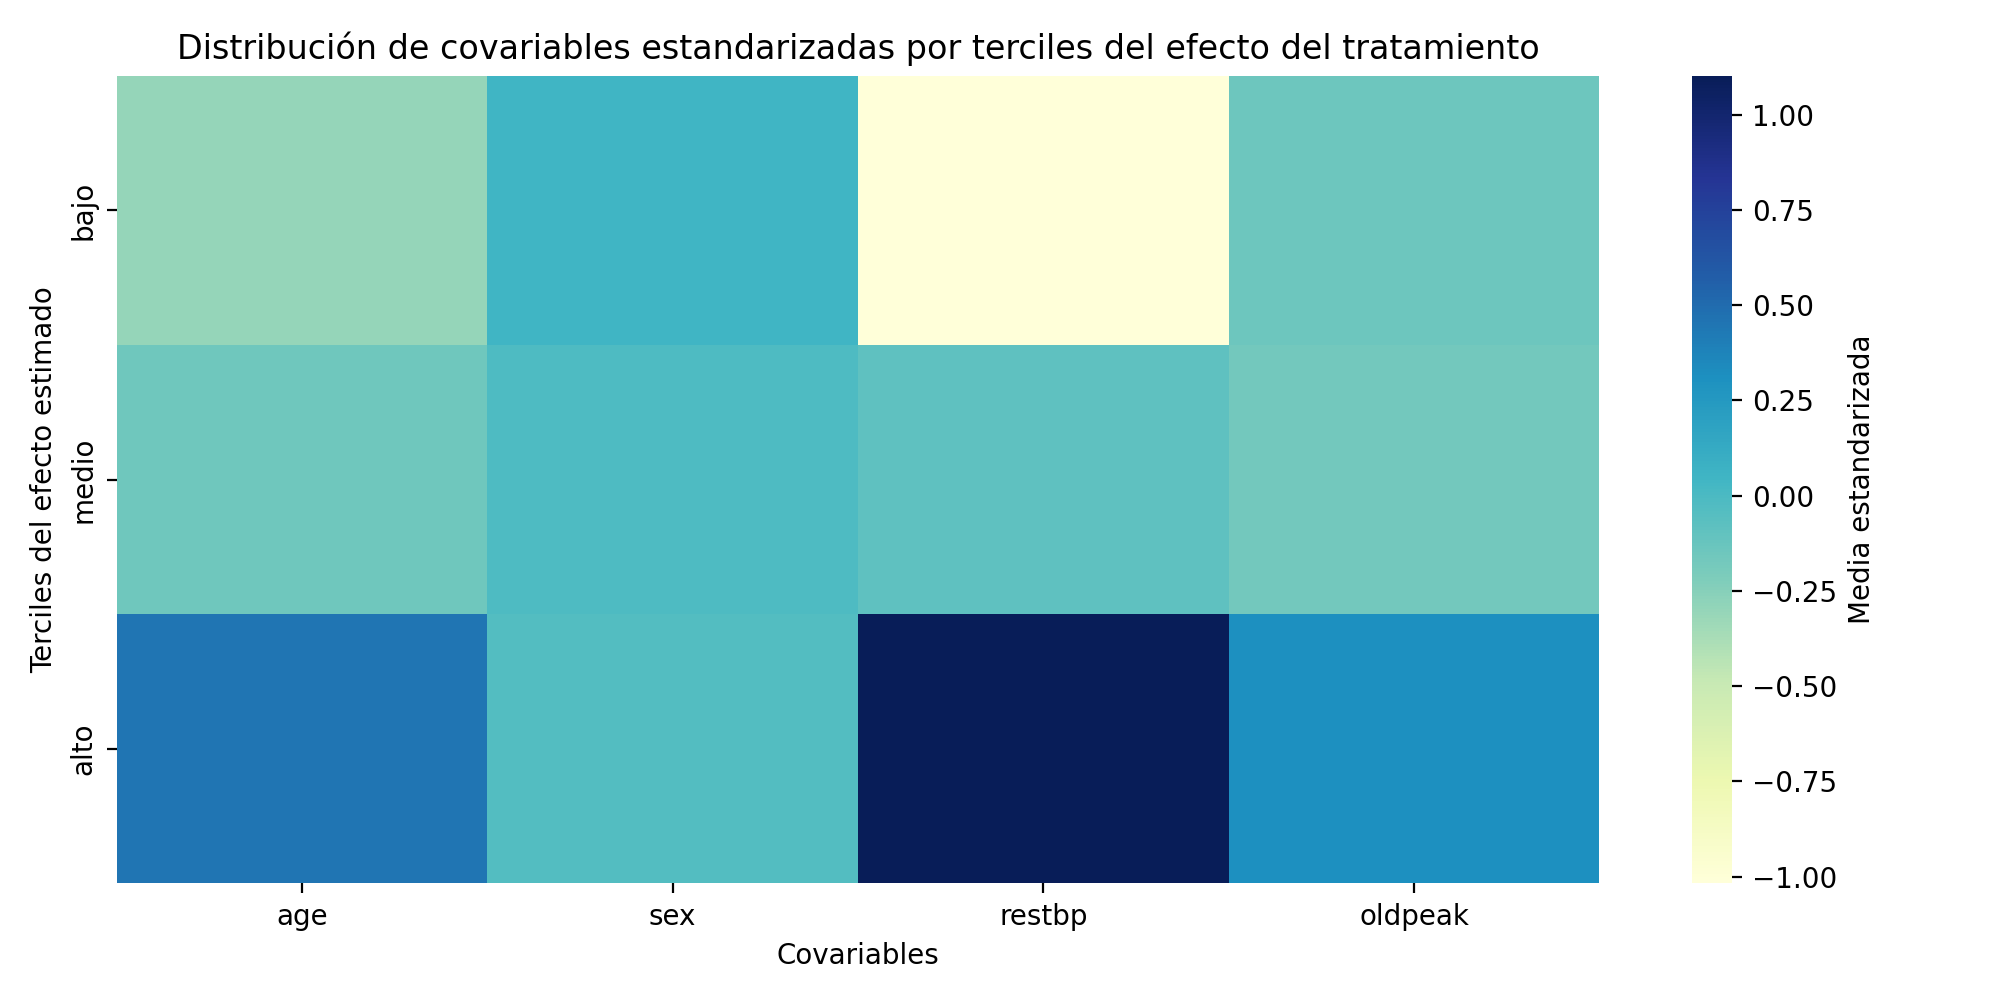 Distribución de covariables estandarizadas por terciles del efecto del tratamiento
Terciles del efecto estimado
bajo
medio
alto
age
sex
restbp
oldpeak
Covariables
1.00
0.75
0.50
0.25
0.00
−0.25
−0.50
−0.75
−1.00
Media estandarizada